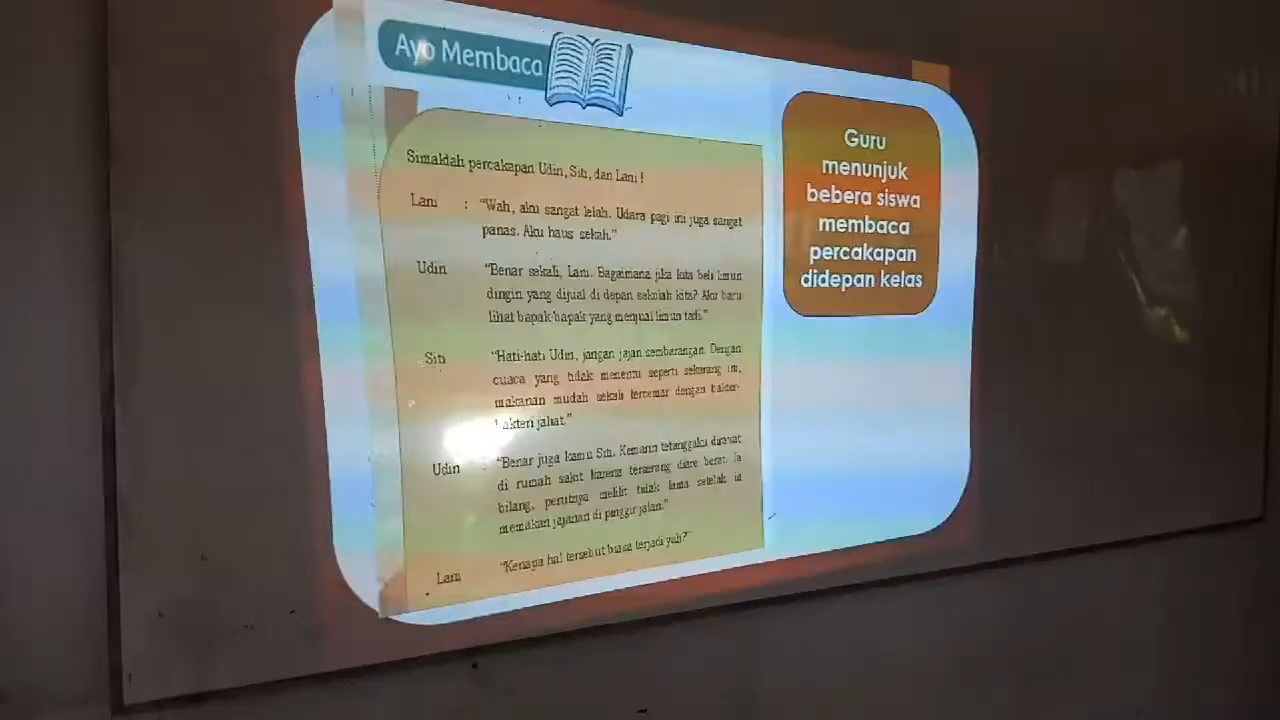 Ayo Membaca
Simaklah percakapan Udin, Siti, dan Lani !
Lani : "Wah, aku sangat lelah. Udara pagi ini juga sangat
panas. Aku haus sekali."
Udin "Benar sekali, Lani. Bagaimana jika kita beli limun
dingin yang dijual di depan sekolah kita? Aku baru
lihat bapak-bapak yang menjual limun tadi."
Siti "Hati-hati Udin, jangan jajan sembarangan. Dengan
cuaca yang tidak menentu seperti sekarang ini,
makanan mudah sekali tercemar dengan bakteri-
bakteri jahat."
Udin : "Benar juga kamu Siti. Kemarin tetanggaku dirawat
di rumah sakit karena terserang diare berat. Ia
bilang, perutnya melilit tidak lama setelah ia
memakan jajanan di pinggir jalan."
Lani "Kenapa hal tersebut biasa terjadi yah?"
Guru
menunjuk
bebera siswa
membaca
percakapan
didepan kelas